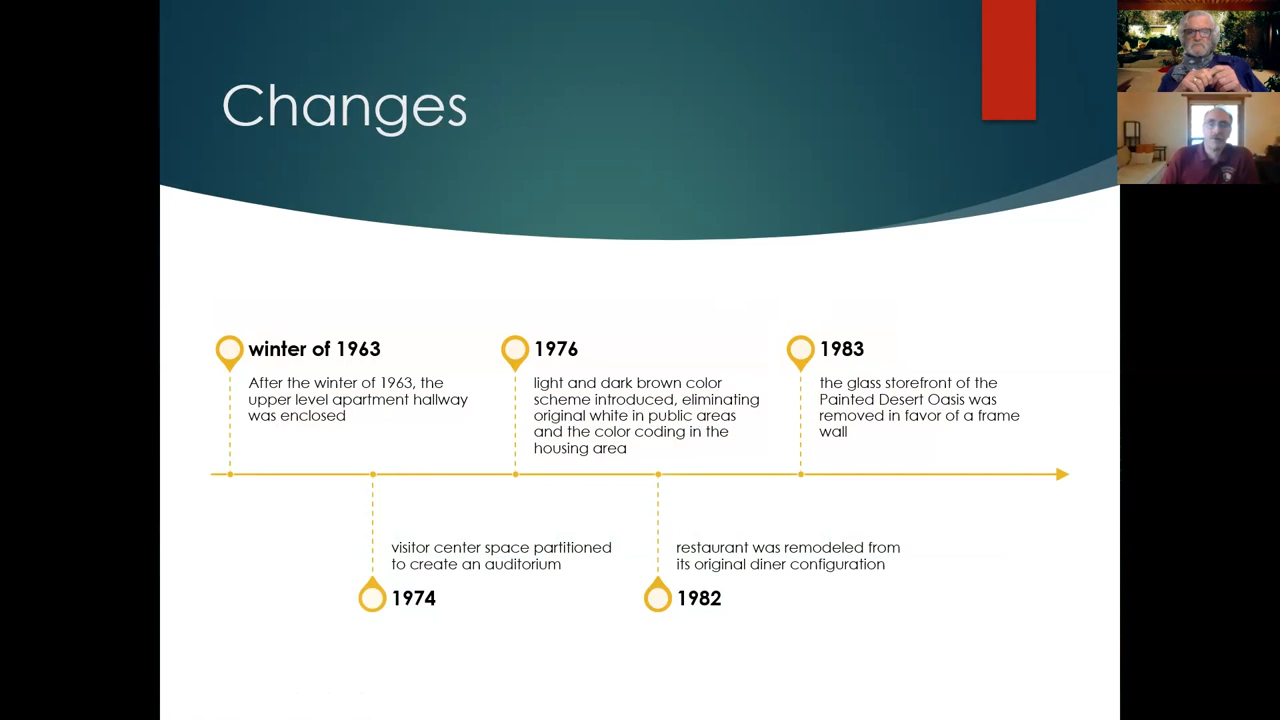 Changes
winter of 1963
After the winter of 1963, the
upper level apartment hallway
was enclosed
1976
light and dark brown color
scheme introduced, eliminating
original white in public areas
and the color coding in the
housing area
1983
the glass storefront of the
Painted Desert Oasis was
removed in favor of a frame
wall
visitor center space partitioned
to create an auditorium
1974
restaurant was remodeled from
its original diner configuration
1982